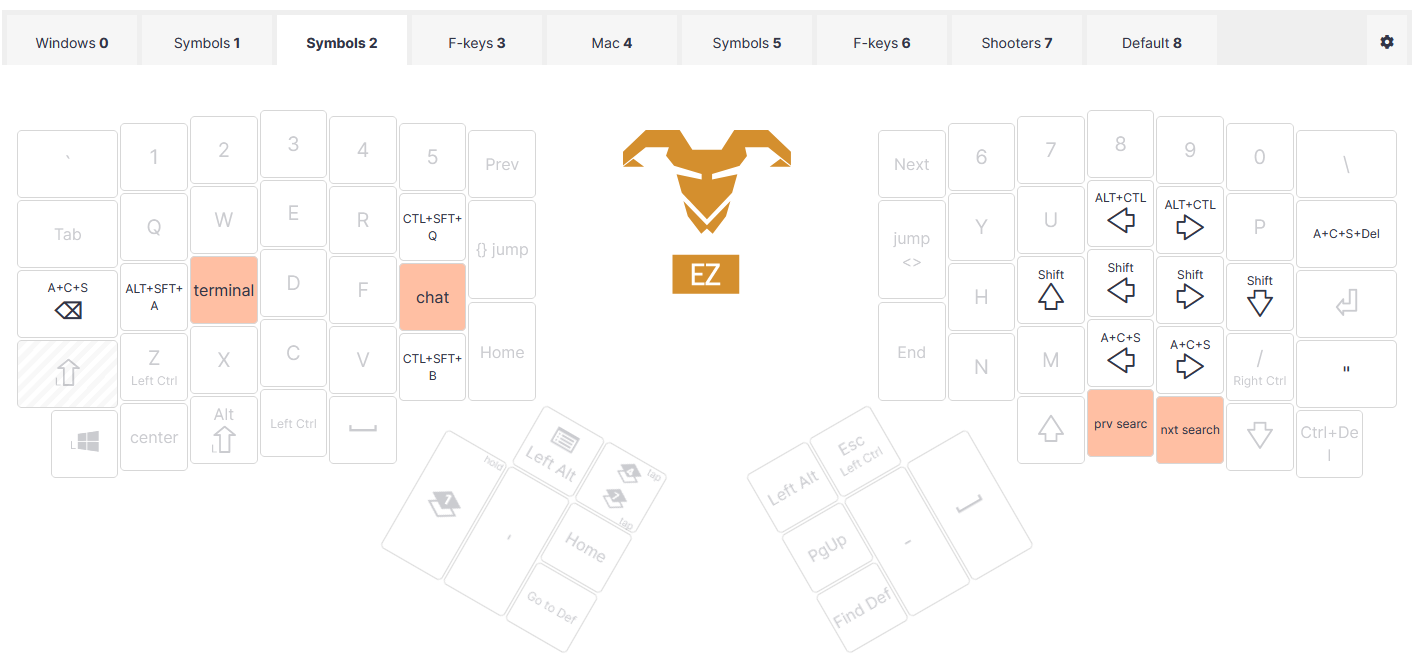 Windows 0
Symbols 1
Symbols 2
F-keys 3
Mac 4
Symbols 5
F-keys 6
Shooters 7
Default 8
`
1
2
3
4
5
Prev
Next
6
7
8
9
0
\
Tab
Q
W
E
R
CTL+SFT+
Q
{} jump
jump
<>
Y
U
ALT+CTL
ALT+CTL
P
A+C+S+Del
A+C+S
ALT+SFT+
A
terminal
D
F
chat
H
Shift
Shift
Shift
Shift
L
Z
Left Ctrl
X
C
V
CTL+SFT+
B
Home
End
N
M
A+C+S
A+C+S
/
Right Ctrl
"
L
center
Alt
L
Left Ctrl
prv searc
nxt search
Ctrl+De
l
hold
1
,
Left Alt
tap
4
7
tap
Home
Go to Def
Left Alt
Esc
Left Ctrl
PgUp
-
Find Def
EZ